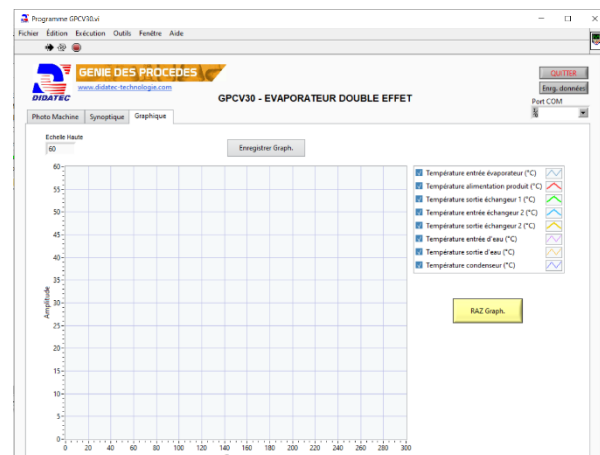 Programme GPCV30.vi
Fichier Édition Exécution Outils Fenêtre Aide
GENIE DES PROCEDES
www.didatec-technologie.com
DIDATEC
GPCV30 - EVAPORATEUR DOUBLE EFFET
QUITTER
Enrg. données
Port COM
Photo Machine Synoptique Graphique
Echelle Haute
60
Enregistrer Graph.
Amplitude
60
55
50
45
40
35
30
25
20
15
10
5
0
0 20 40 60 80 100 120 140 160 180 200 220 240 260 280 300
Température entrée évaporateur (°C)
Température alimentation produit (°C)
Température sortie échangeur 1 (°C)
Température entrée échangeur 2 (°C)
Température sortie échangeur 2 (°C)
Température entrée d'eau (°C)
Température sortie d'eau (°C)
Température condenseur (°C)
RAZ Graph.